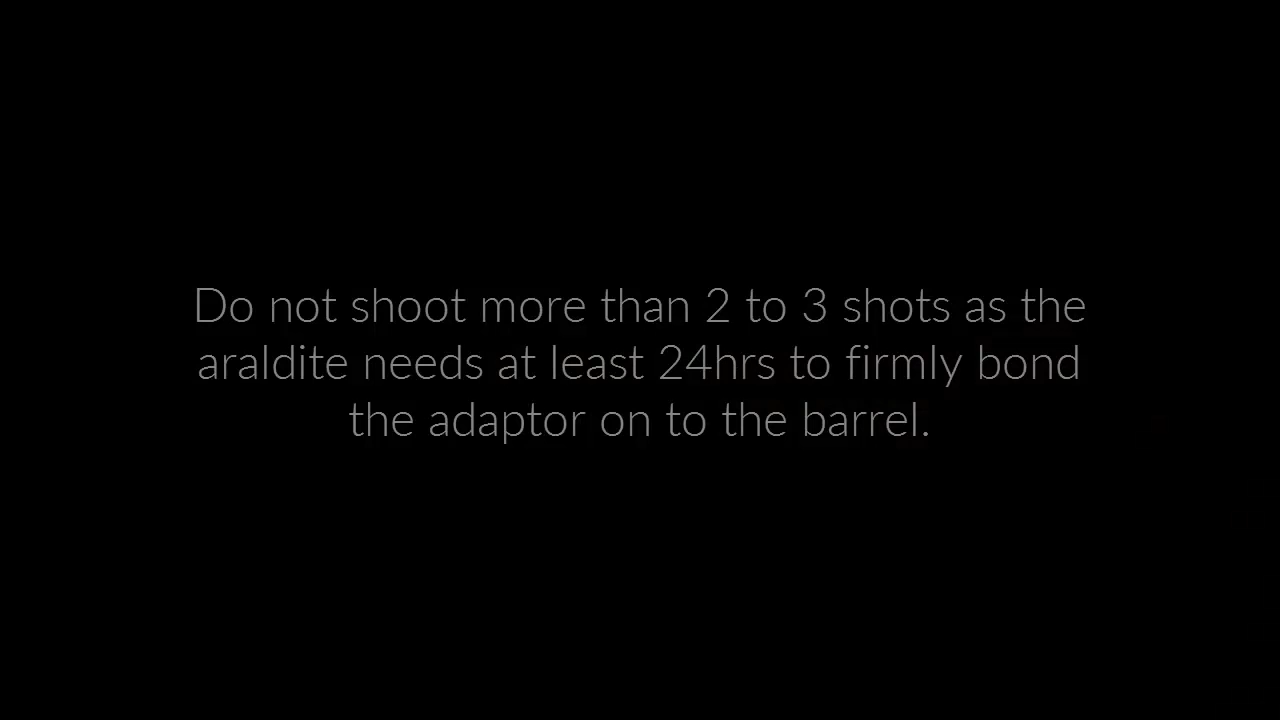 Do not shoot more than 2 to 3 shots as the
araldite needs at least 24hrs to firmly bond
the adaptor on to the barrel.